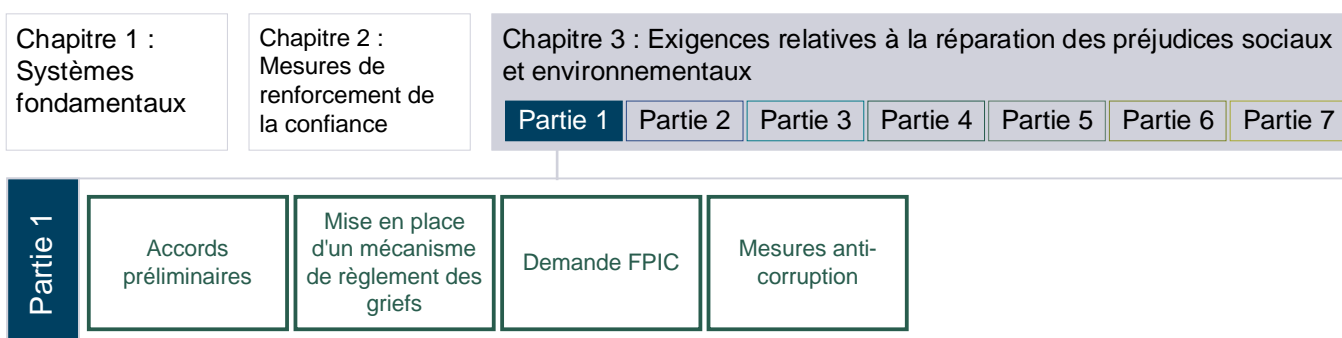 Chapitre 1 :
Systèmes
fondamentaux
Chapitre 2 :
Mesures de
renforcement de
la confiance
Chapitre 3 : Exigences relatives à la réparation des préjudices sociaux
et environnementaux
Partie 1
Partie 2
Partie 3
Partie 4
Partie 5
Partie 6
Partie 7
Partie 1
Accords
préliminaires
Mise en place
d'un mécanisme
de règlement des
griefs
Demande FPIC
Mesures anti-
corruption